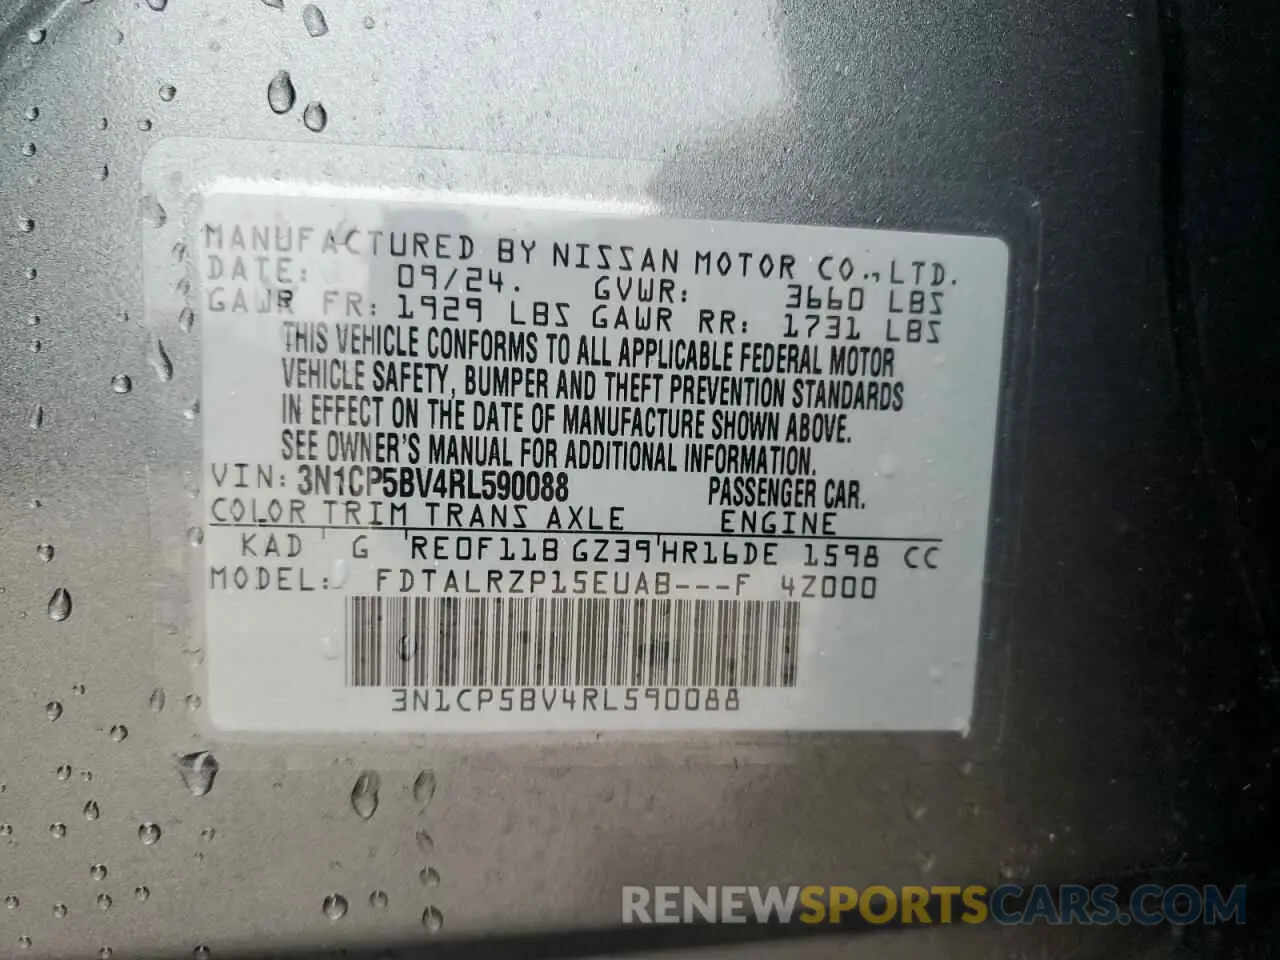 MANUFACTURED BY NISSAN MOTOR CO., LTD.
DATE: 09/24. GVWR: 3660 LBS
GAWR FR: 1929 LBS GAWR RR: 1731 LBS
THIS VEHICLE CONFORMS TO ALL APPLICABLE FEDERAL MOTOR
VEHICLE SAFETY, BUMPER AND THEFT PREVENTION STANDARDS
IN EFFECT ON THE DATE OF MANUFACTURE SHOWN ABOVE.
SEE OWNER'S MANUAL FOR ADDITIONAL INFORMATION.
VIN: 3N1CP5BV4RL590088 PASSENGER CAR.
COLOR TRIM TRANS AXLE ENGINE
KAD G RE0F11B GZ39 HR16DE 1598 CC
MODEL: FDTALRZP15EUAB---F 4Z000
3N1CP5BV4RL590088
RENEWSPORTSCARS.COM